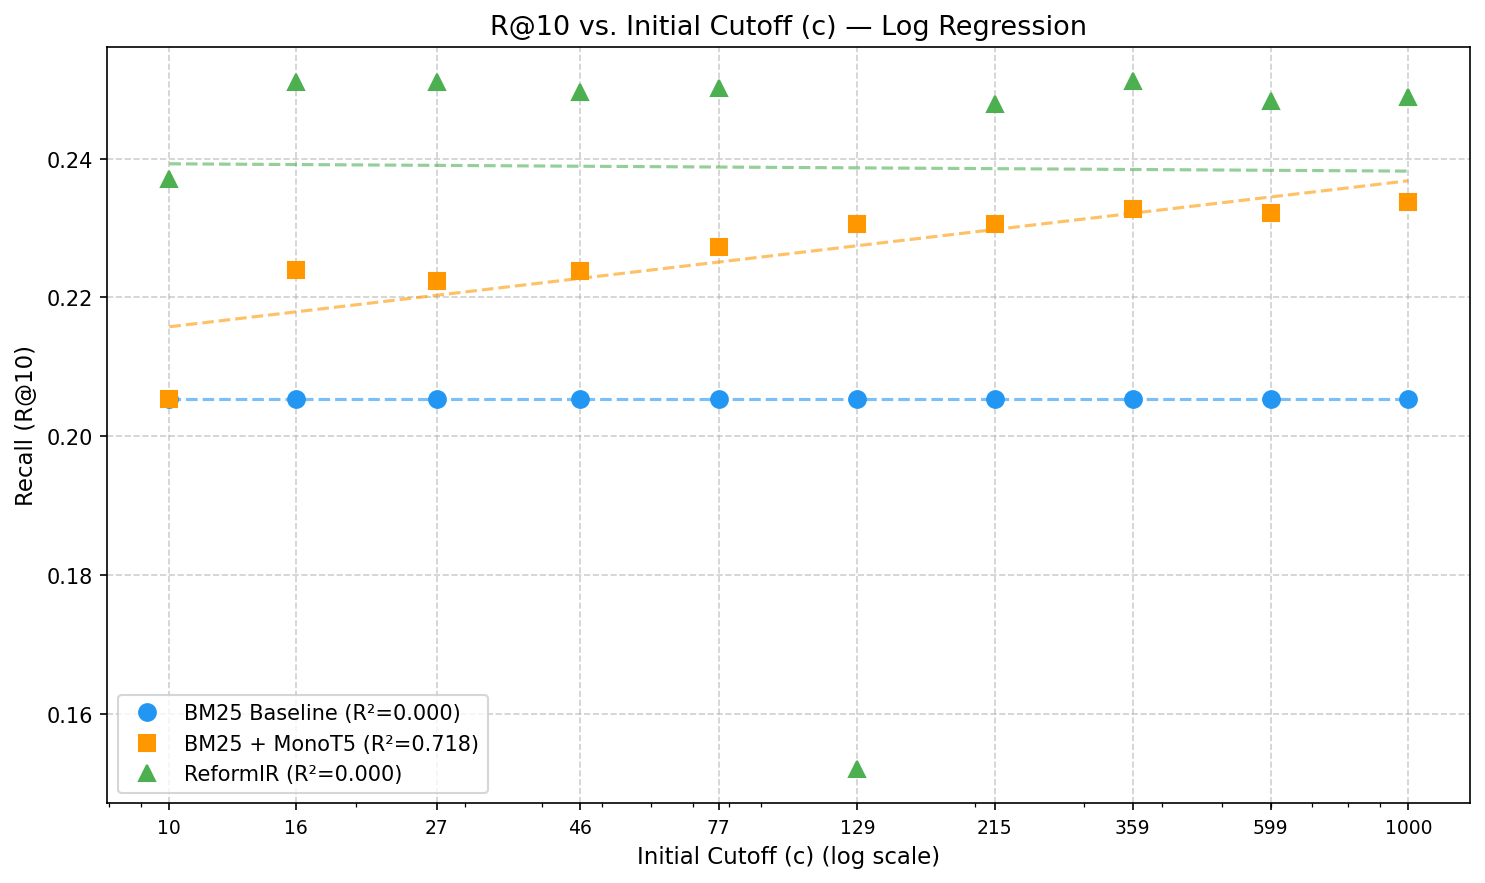 R@10 vs. Initial Cutoff (c) — Log Regression
Recall (R@10)
0.24
0.22
0.20
0.18
0.16
BM25 Baseline (R²=0.000)
BM25 + MonoT5 (R²=0.718)
ReformIR (R²=0.000)
10 16 27 46 77 129 215 359 599 1000
Initial Cutoff (c) (log scale)